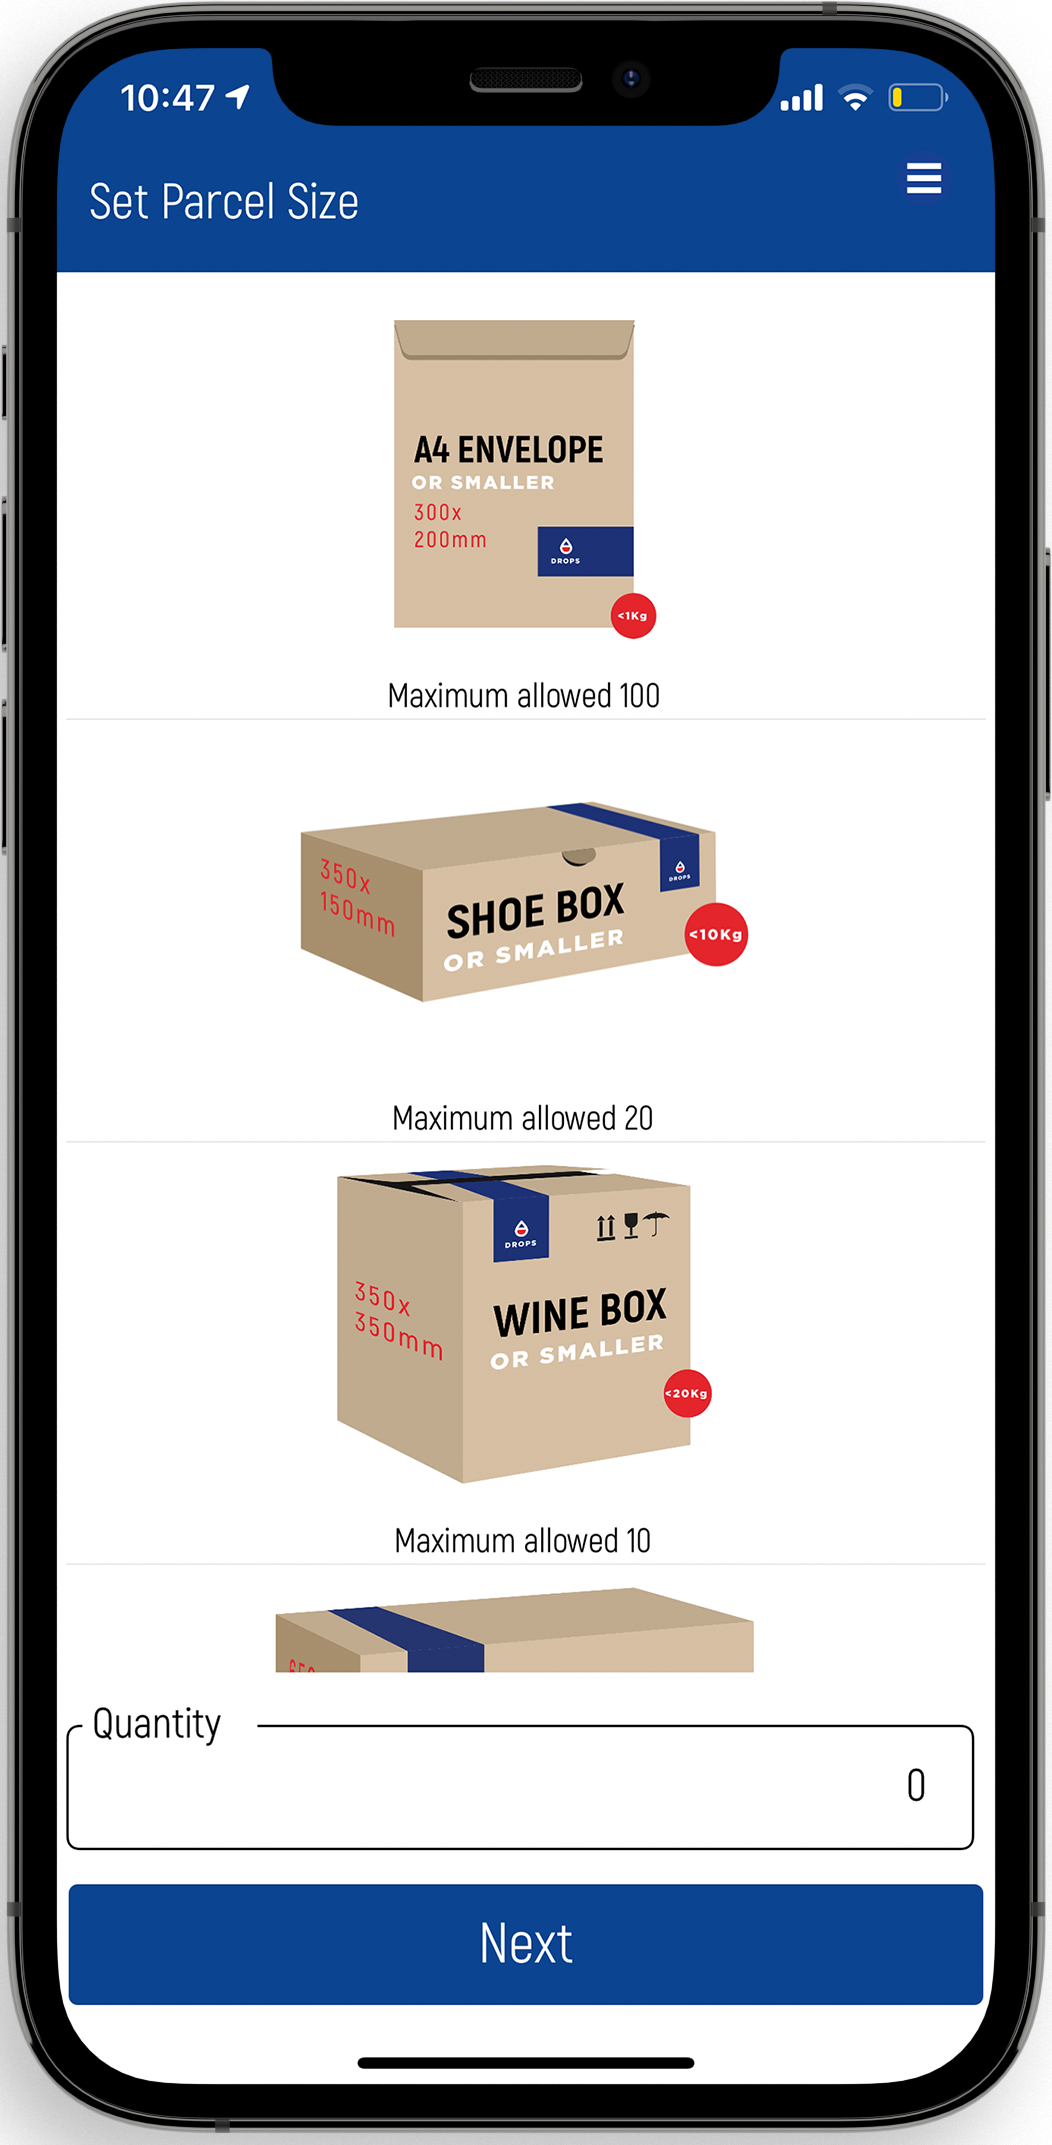 10:47
Set Parcel Size
A4 ENVELOPE
OR SMALLER
300x
200mm
DROPS
<1Kg
Maximum allowed 100
350x
150mm
DROPS
SHOE BOX
OR SMALLER
<10Kg
Maximum allowed 20
DROPS
350x
350mm
WINE BOX
OR SMALLER
<20Kg
Maximum allowed 10
Quantity
0
Next